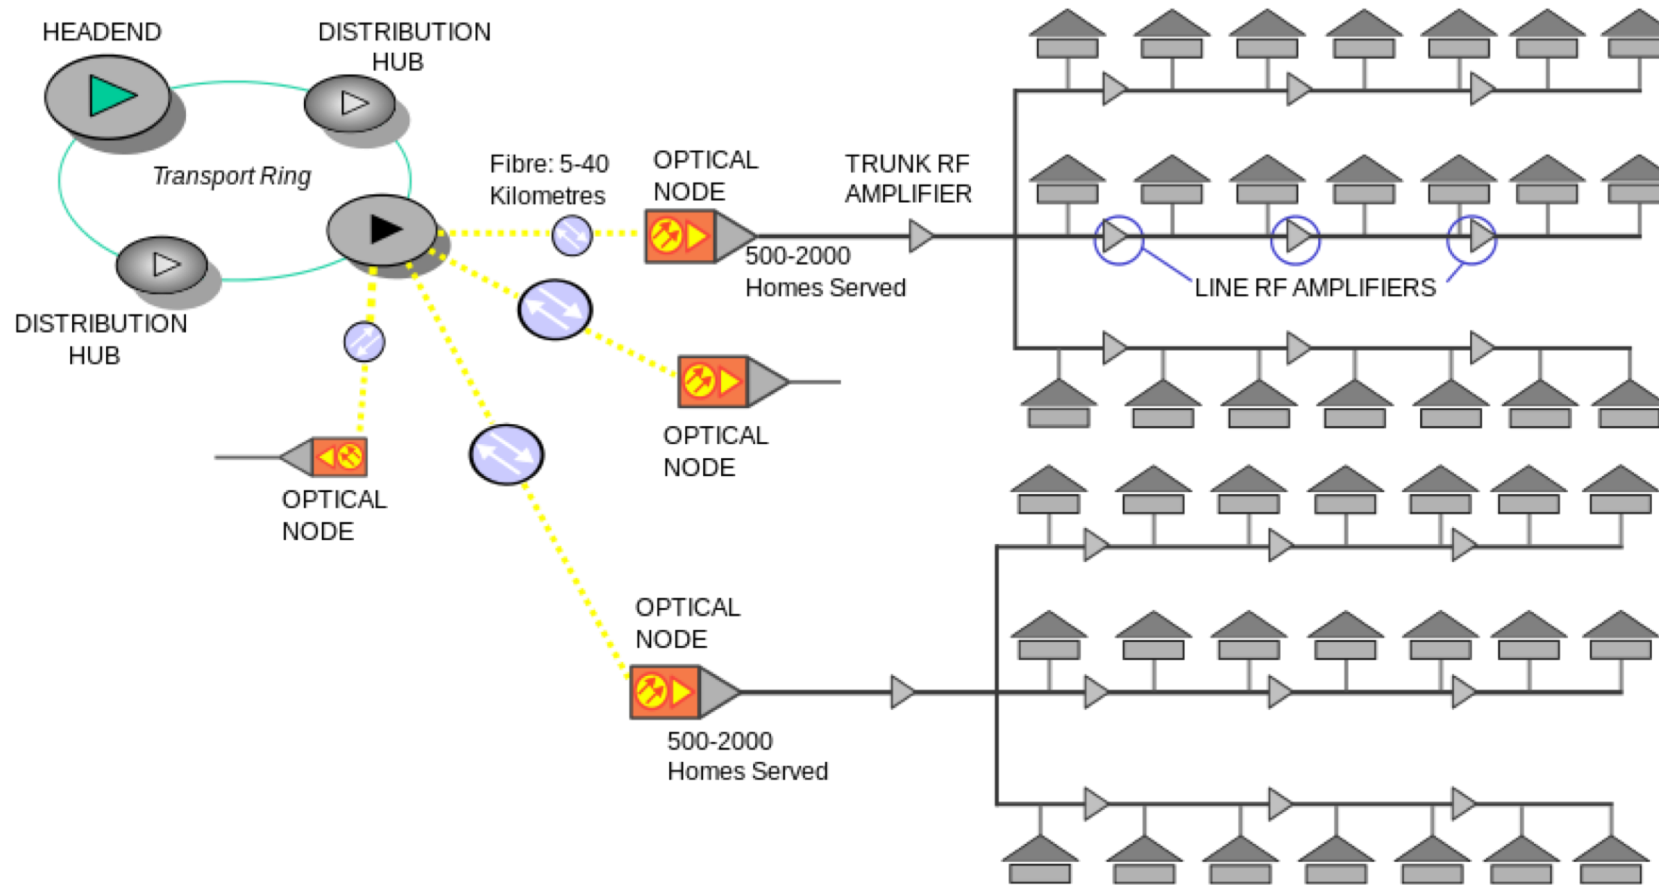 HEADEND
DISTRIBUTION
HUB
Transport Ring
DISTRIBUTION
HUB
Fibre: 5-40
Kilometres
OPTICAL
NODE
500-2000
Homes Served
TRUNK RF
AMPLIFIER
LINE RF AMPLIFIERS
OPTICAL
NODE
OPTICAL
NODE
OPTICAL
NODE
500-2000
Homes Served